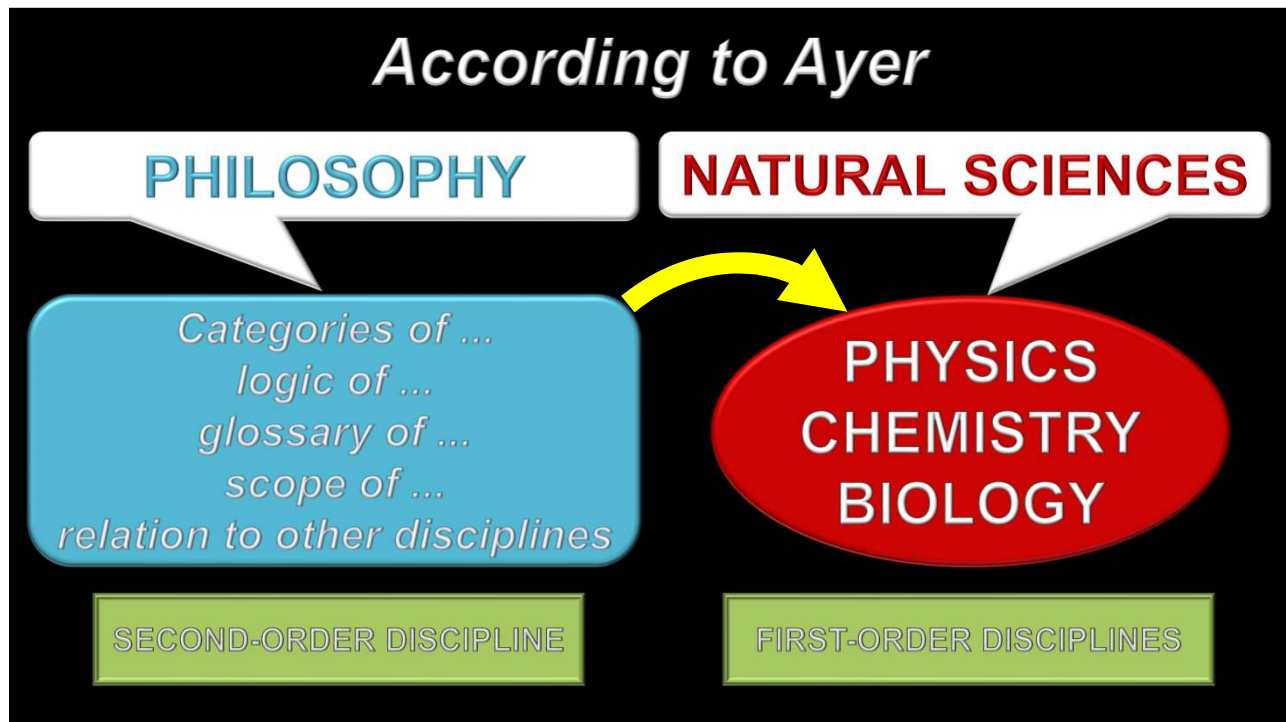 According to Ayer
PHILOSOPHY
Categories of ...
logic of ...
glossary of ...
scope of ...
relation to other disciplines
SECOND-ORDER DISCIPLINE
NATURAL SCIENCES
PHYSICS
CHEMISTRY
BIOLOGY
FIRST-ORDER DISCIPLINES